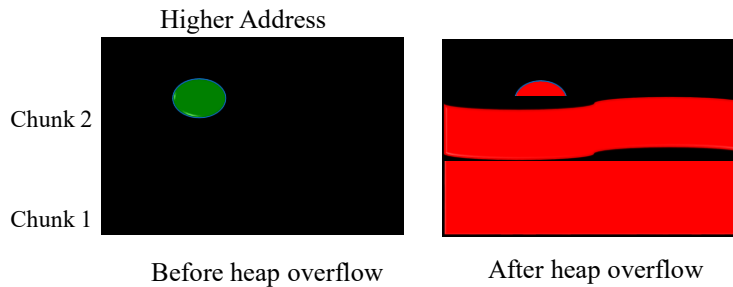 Higher Address
Chunk 2
Chunk 1
Before heap overflow
After heap overflow